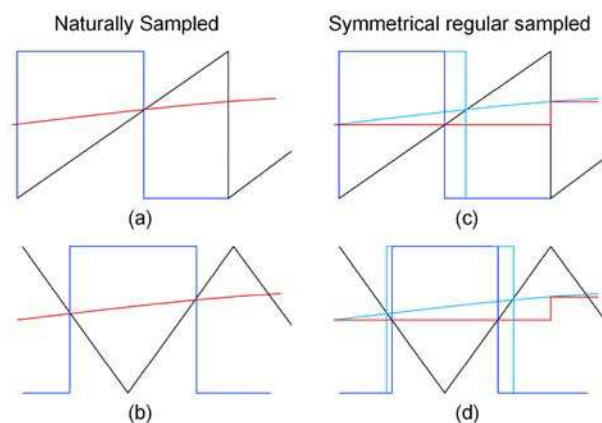 Naturally Sampled
Symmetrical regular sampled
(a)
(c)
(b)
(d)